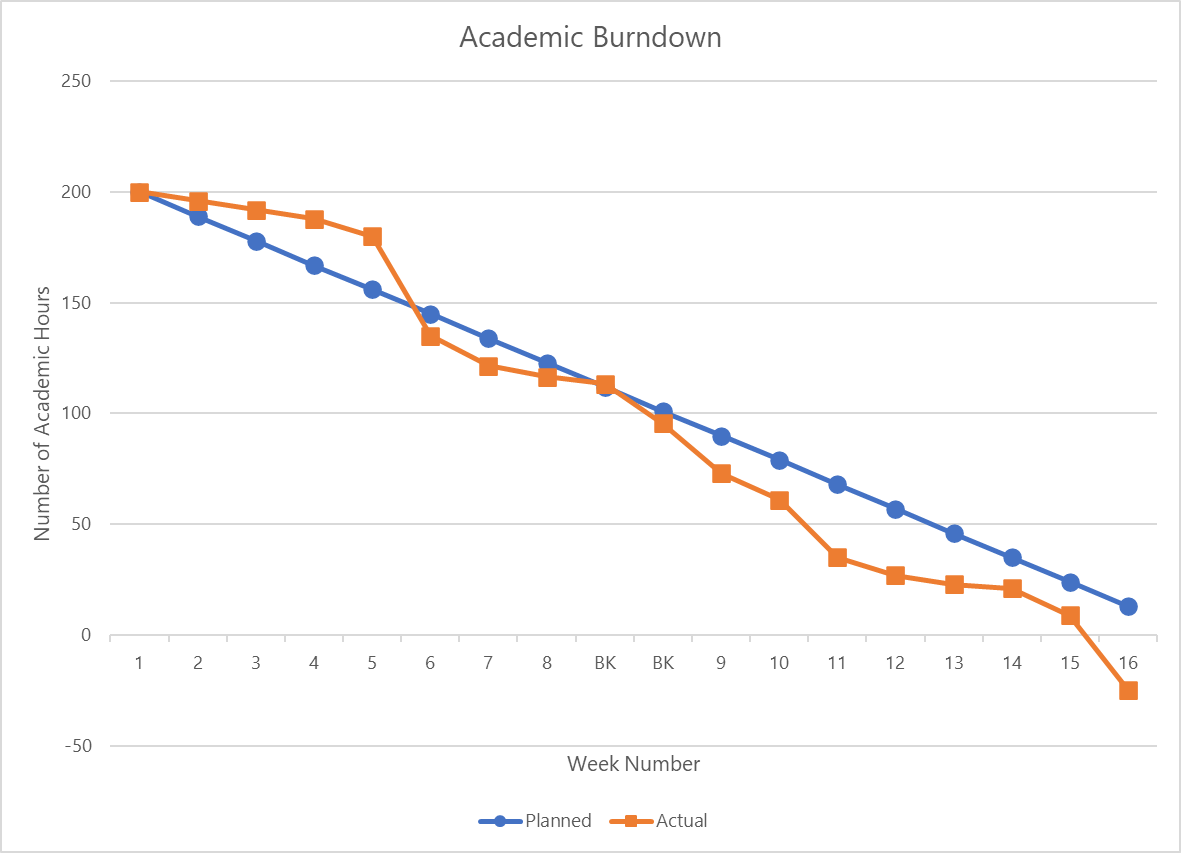 Academic Burndown
250
200
150
100
50
0
-50
Number of Academic Hours
1 2 3 4 5 6 7 8 BK BK 9 10 11 12 13 14 15 16
Week Number
Planned Actual